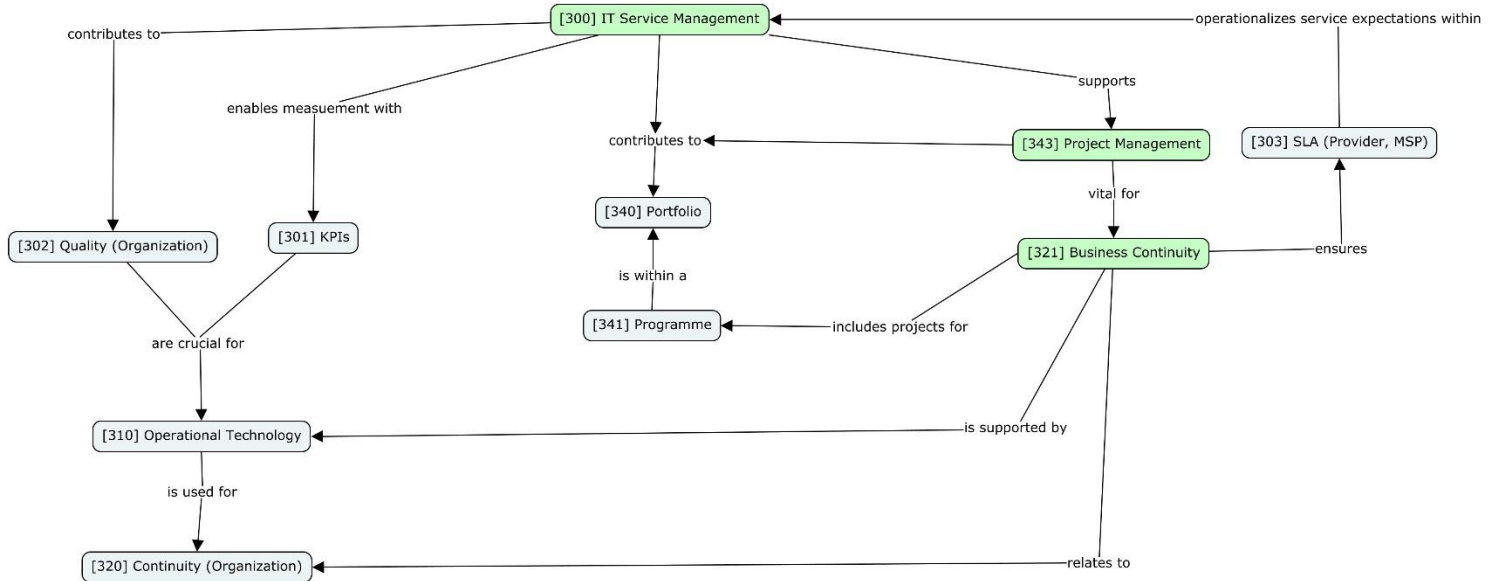 [300] IT Service Management
operationalizes service expectations within
contributes to
supports
enables measuement with
contributes to
[343] Project Management
[303] SLA (Provider, MSP)
vital for
[340] Portfolio
[302] Quality (Organization)
[301] KPIs
[321] Business Continuity
ensures
is within a
[341] Programme
includes projects for
are crucial for
[310] Operational Technology
is supported by
is used for
[320] Continuity (Organization)
relates to